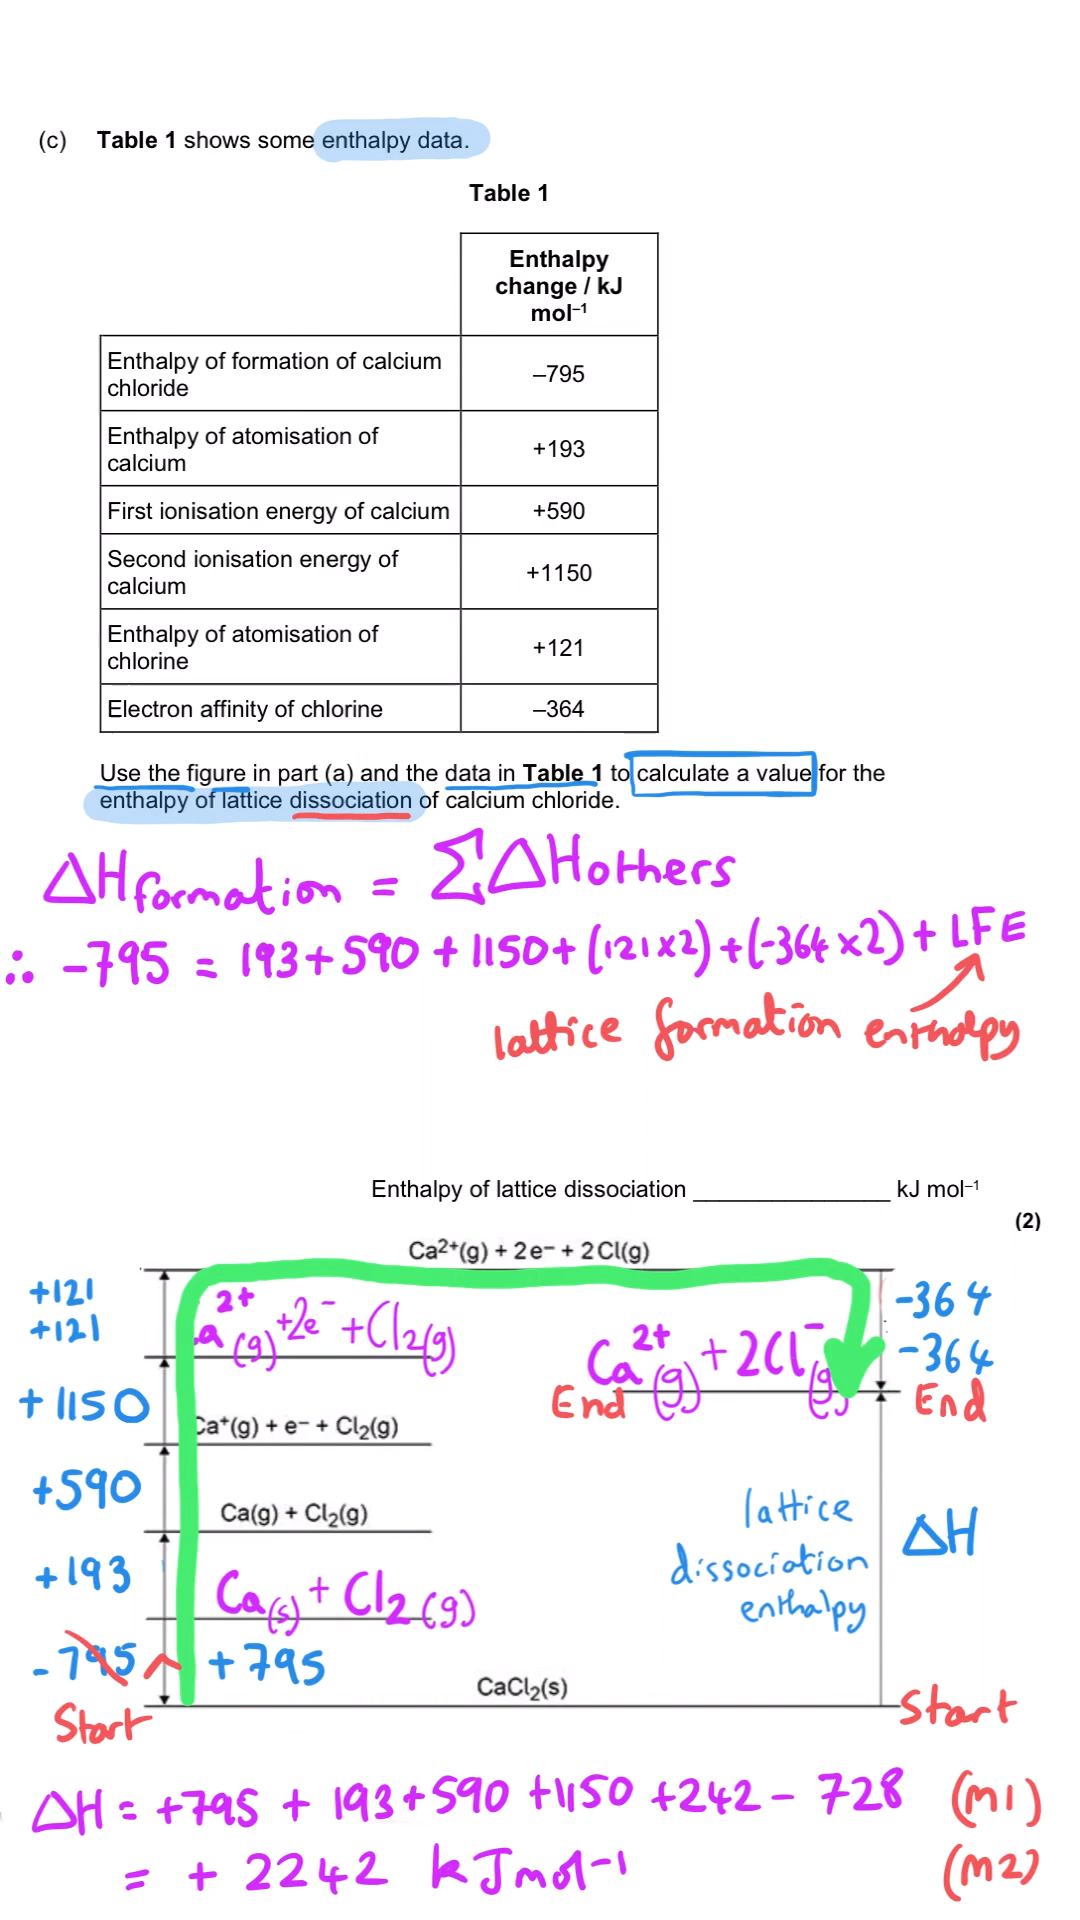 (c) Table 1 shows some enthalpy data.
Table 1
Enthalpy
change / kJ
mol⁻¹
Enthalpy of formation of calcium
chloride
–795
Enthalpy of atomisation of
calcium
+193
First ionisation energy of calcium
+590
Second ionisation energy of
calcium
+1150
Enthalpy of atomisation of
chlorine
+121
Electron affinity of chlorine
–364
Use the figure in part (a) and the data in Table 1 to calculate a value for the
enthalpy of lattice dissociation of calcium chloride.
ΔHformation = ΣΔHothers
∴ -795 = 193+590+1150+(121x2)+(-364x2)+LFE
lattice formation enthalpy
Enthalpy of lattice dissociation _______________ kJ mol⁻¹
(2)
Ca²⁺(g) + 2e⁻ + 2Cl(g)
+121
+121
a²⁺(g) +2e⁻ +Cl₂(g)
-364
-364
Ca²⁺(g) + 2Cl⁻(g)
End
End
+1150
Ca⁺(g) + e⁻ + Cl₂(g)
+590
Ca(g) + Cl₂(g)
lattice
dissociation
enthalpy
ΔH
+193
Ca(s) + Cl₂(g)
-795
+795
CaCl₂(s)
Start
Start
ΔH = +795 + 193+590 +1150 +242 - 728 (M1)
= + 2242 kJmol⁻¹ (M2)